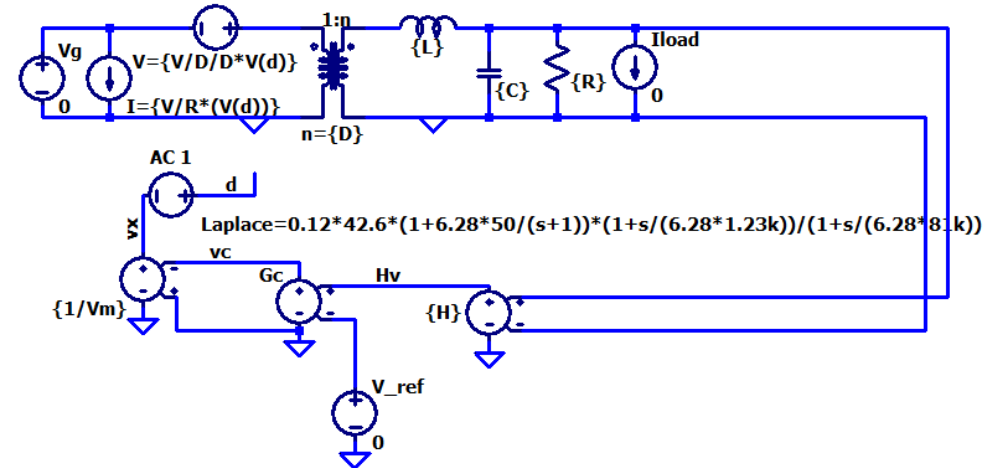 1:n
Vg
0
V={V/D/D*V(d)}
I={V/R*(V(d))}
n={D}
{L}
{C}
{R}
Iload
0
AC 1
d
Laplace=0.12*42.6*(1+6.28*50/(s+1))*(1+s/(6.28*1.23k))/(1+s/(6.28*81k))
vx
vc
Gc
Hv
{1/Vm}
{H}
V_ref
0